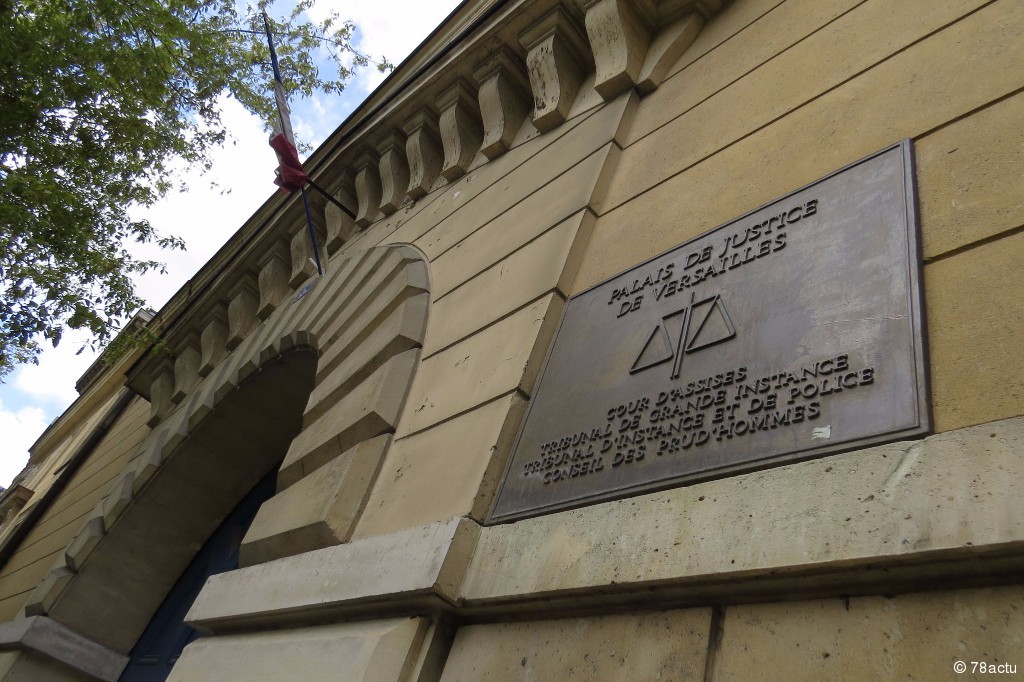 PALAIS DE JUSTICE
DE VERSAILLES
COUR D'ASSISES
TRIBUNAL DE GRANDE INSTANCE
TRIBUNAL D'INSTANCE ET DE POLICE
CONSEIL DES PRUD'HOMMES
© 78actu